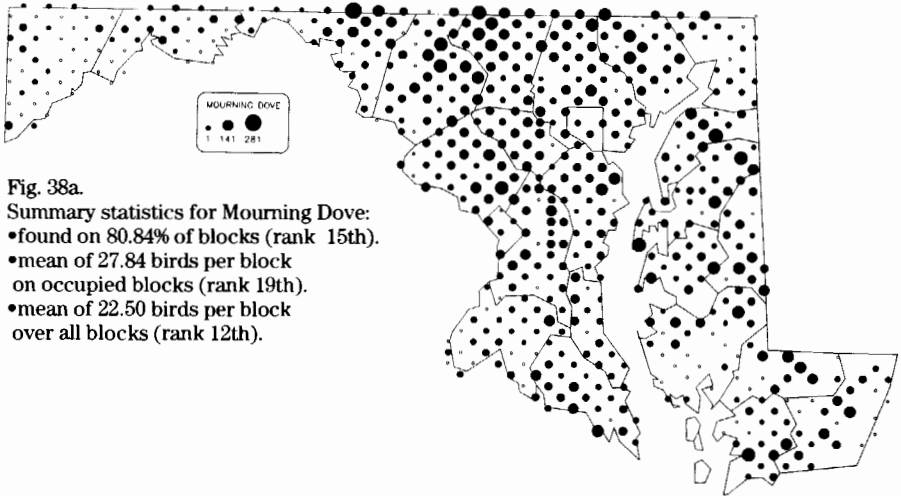 MOURNING DOVE
1 141 281
Fig. 38a.
Summary statistics for Mourning Dove:
•found on 80.84% of blocks (rank 15th).
•mean of 27.84 birds per block
on occupied blocks (rank 19th).
•mean of 22.50 birds per block
over all blocks (rank 12th).